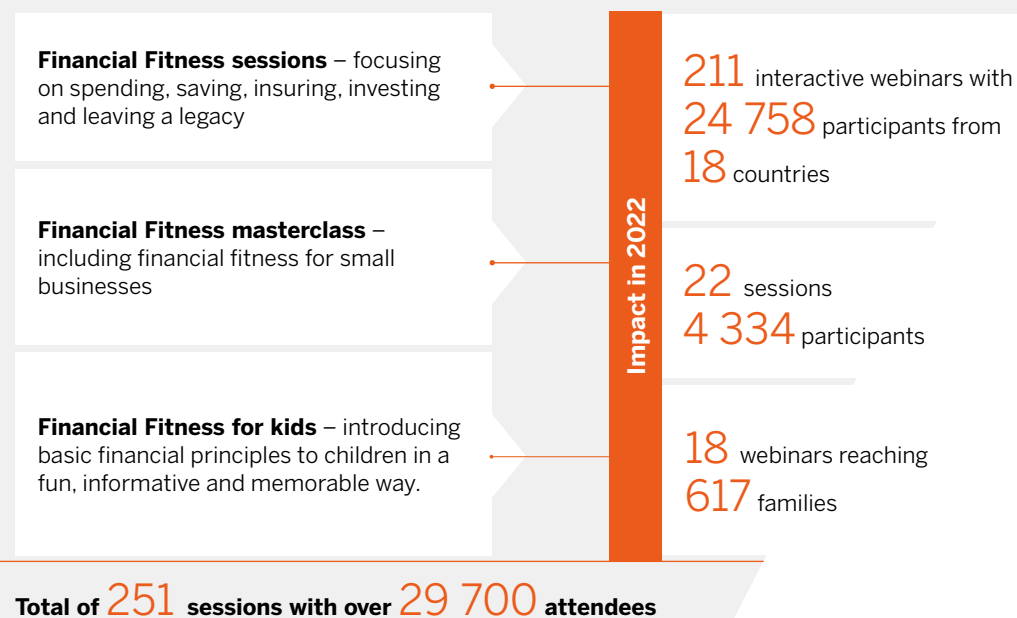 Financial Fitness sessions – focusing
on spending, saving, insuring, investing
and leaving a legacy
211 interactive webinars with
24 758 participants from
18 countries
Impact in 2022
Financial Fitness masterclass –
including financial fitness for small
businesses
22 sessions
4 334 participants
Financial Fitness for kids – introducing
basic financial principles to children in a
fun, informative and memorable way.
18 webinars reaching
617 families
Total of 251 sessions with over 29 700 attendees